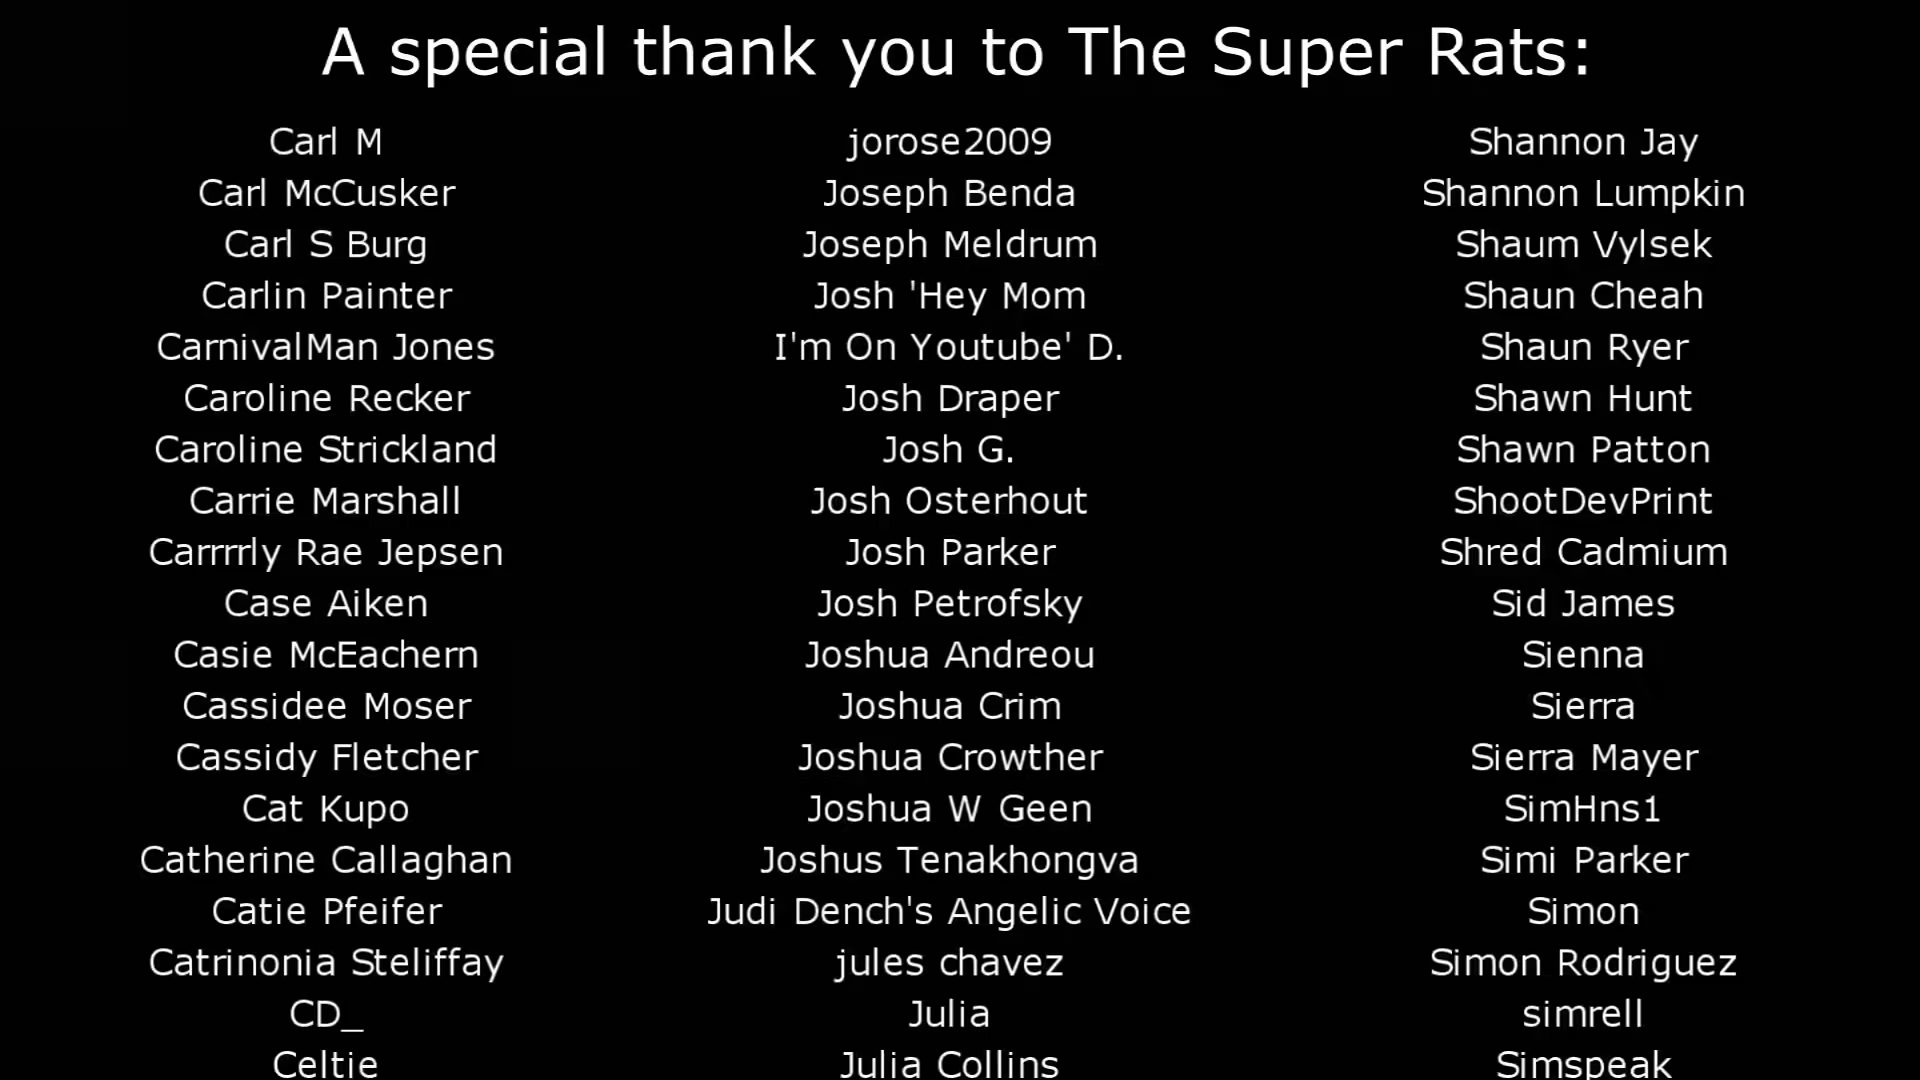 A special thank you to The Super Rats:
Carl M
Carl McCusker
Carl S Burg
Carlin Painter
CarnivalMan Jones
Caroline Recker
Caroline Strickland
Carrie Marshall
Carrrrly Rae Jepsen
Case Aiken
Casie McEachern
Cassidee Moser
Cassidy Fletcher
Cat Kupo
Catherine Callaghan
Catie Pfeifer
Catrinonia Steliffay
CD_
Celtie
jorose2009
Joseph Benda
Joseph Meldrum
Josh 'Hey Mom
I'm On Youtube' D.
Josh Draper
Josh G.
Josh Osterhout
Josh Parker
Josh Petrofsky
Joshua Andreou
Joshua Crim
Joshua Crowther
Joshua W Geen
Joshus Tenakhongva
Judi Dench's Angelic Voice
jules chavez
Julia
Julia Collins
Shannon Jay
Shannon Lumpkin
Shaum Vylsek
Shaun Cheah
Shaun Ryer
Shawn Hunt
Shawn Patton
ShootDevPrint
Shred Cadmium
Sid James
Sienna
Sierra
Sierra Mayer
SimHns1
Simi Parker
Simon
Simon Rodriguez
simrell
Simspeak